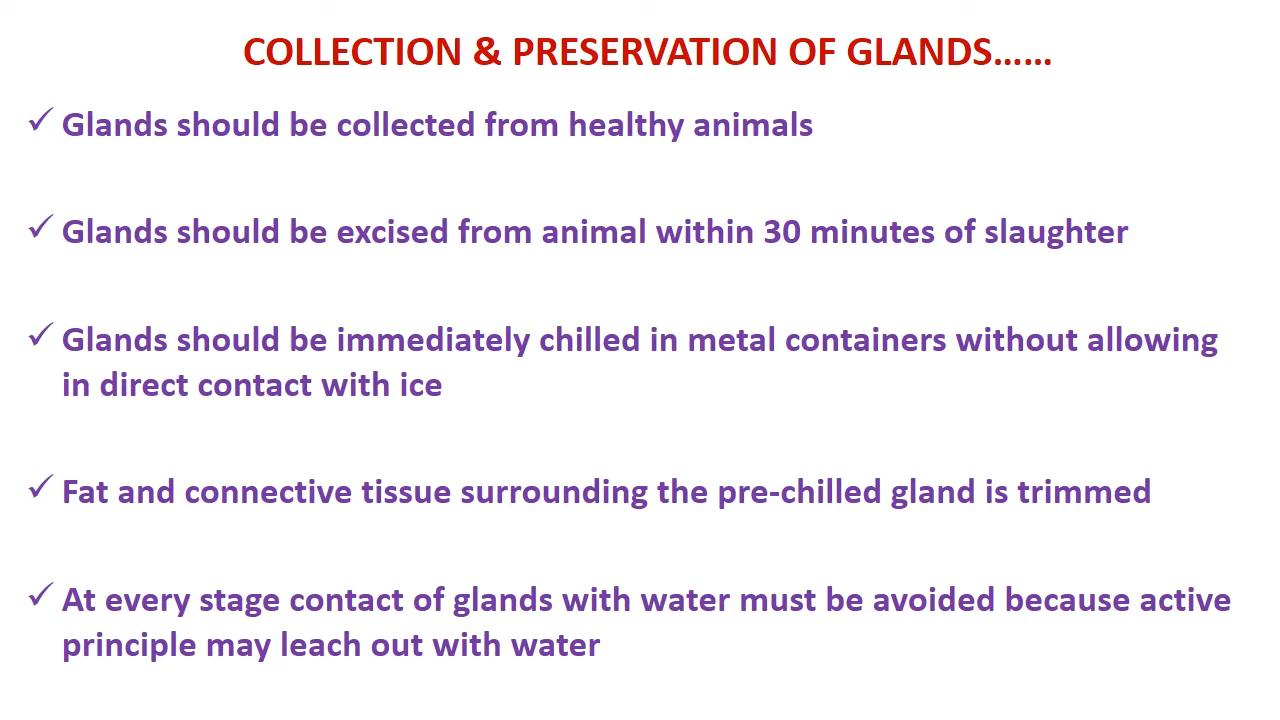 COLLECTION & PRESERVATION OF GLANDS......
✓ Glands should be collected from healthy animals
✓ Glands should be excised from animal within 30 minutes of slaughter
✓ Glands should be immediately chilled in metal containers without allowing
in direct contact with ice
✓ Fat and connective tissue surrounding the pre-chilled gland is trimmed
✓ At every stage contact of glands with water must be avoided because active
principle may leach out with water